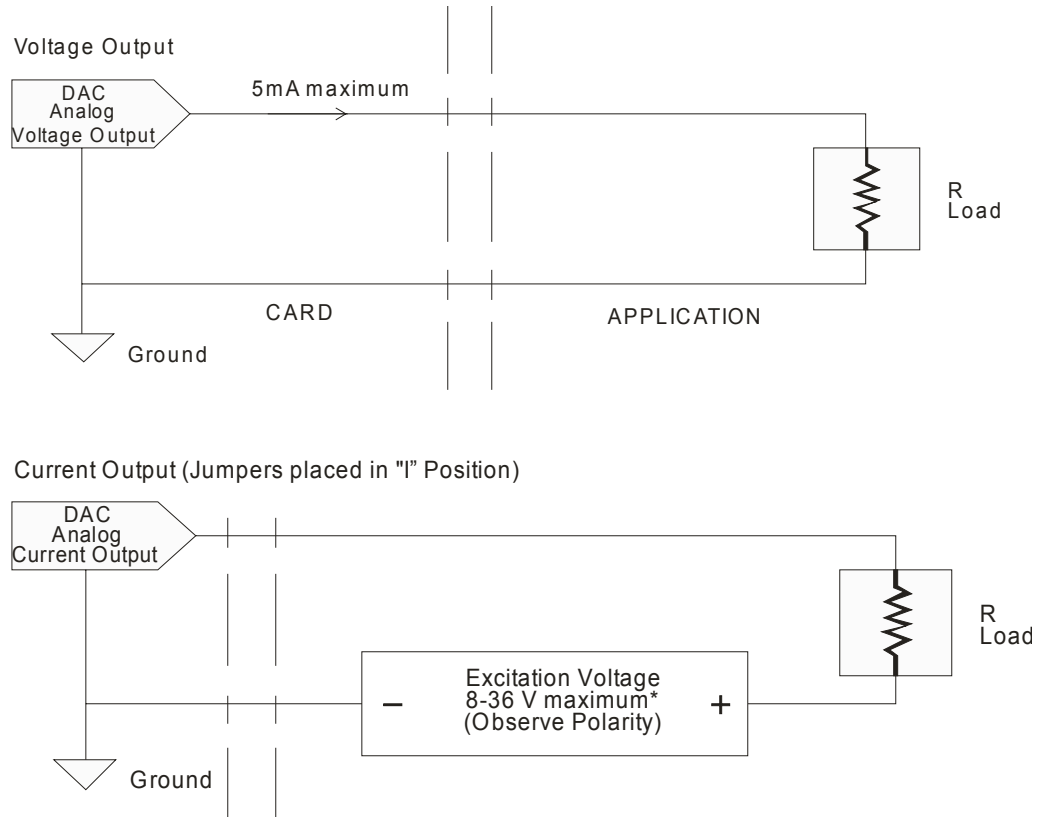 Voltage Output
DAC
Analog
Voltage Output
5mA maximum
R
Load
CARD
APPLICATION
Ground
Current Output (Jumpers placed in "I” Position)
DAC
Analog
Current Output
R
Load
Excitation Voltage
− 8-36 V maximum* +
(Observe Polarity)
Ground